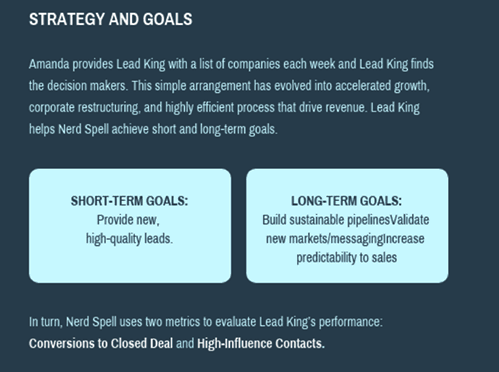 STRATEGY AND GOALS
Amanda provides Lead King with a list of companies each week and Lead King finds
the decision makers. This simple arrangement has evolved into accelerated growth,
corporate restructuring, and highly efficient process that drive revenue. Lead King
helps Nerd Spell achieve short and long-term goals.
SHORT-TERM GOALS:
Provide new,
high-quality leads.
LONG-TERM GOALS:
Build sustainable pipelinesValidate
new markets/messagingIncrease
predictability to sales
In turn, Nerd Spell uses two metrics to evaluate Lead King's performance:
Conversions to Closed Deal and High-Influence Contacts.